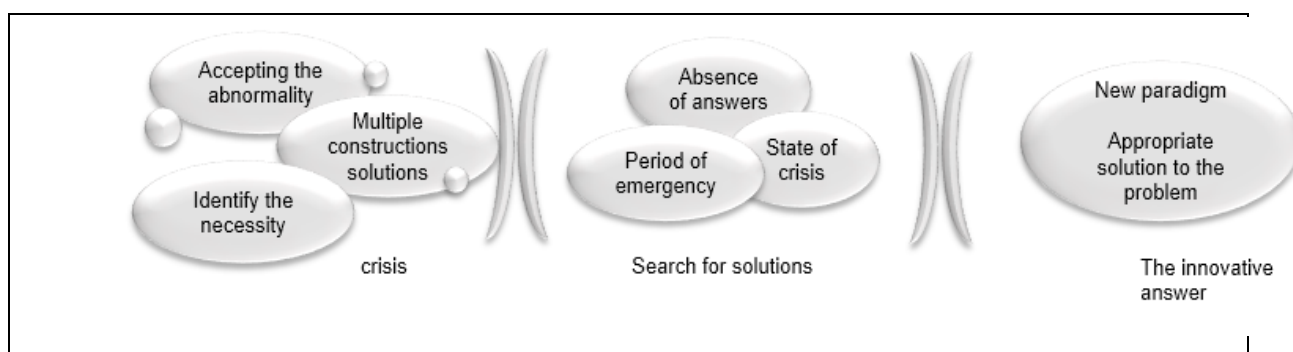 Accepting the
abnormality
Multiple
constructions
solutions
Identify the
necessity
crisis
Absence
of answers
Period of
emergency
State of
crisis
Search for solutions
New paradigm
Appropriate
solution to the
problem
The innovative
answer